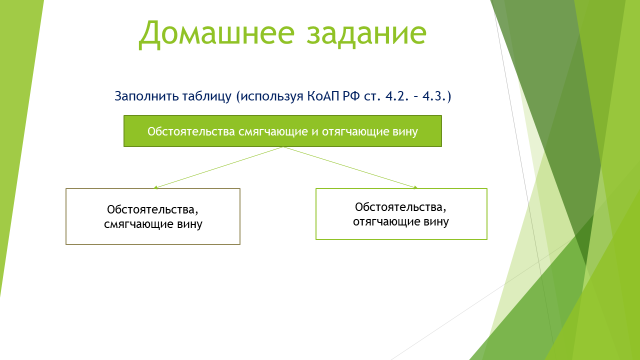 Домашнее задание
Заполнить таблицу (используя КоАП РФ ст. 4.2. – 4.3.)
Обстоятельства смягчающие и отягчающие вину
Обстоятельства,
смягчающие вину
Обстоятельства,
отягчающие вину